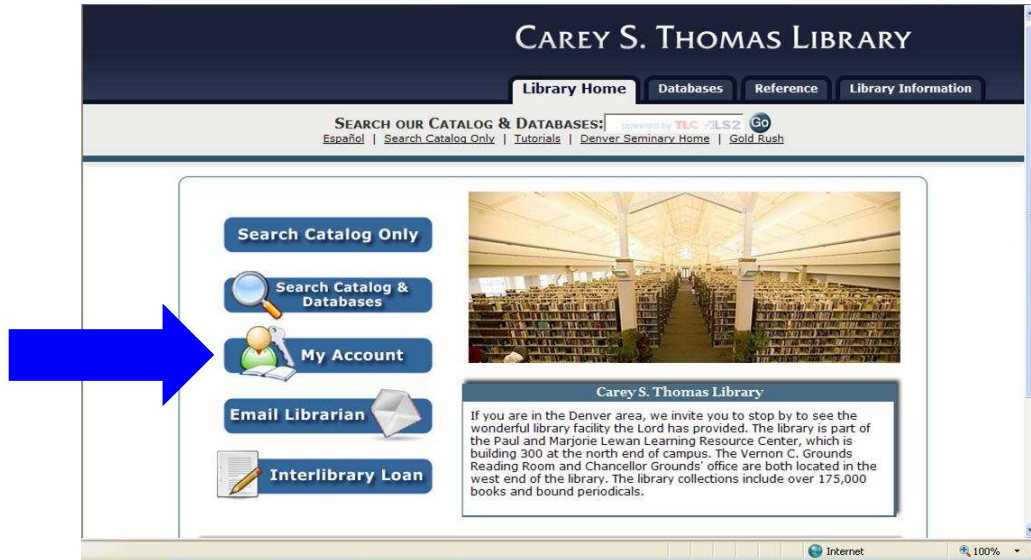 CAREY S. THOMAS LIBRARY
Library Home Databases Reference Library Information
SEARCH OUR CATALOG & DATABASES: powered by TLC YILS2 Go
Español | Search Catalog Only | Tutorials | Denver Seminary Home | Gold Rush
Search Catalog Only
Search Catalog &
Databases
My Account
Email Librarian
Interlibrary Loan
Carey S. Thomas Library
If you are in the Denver area, we invite you to stop by to see the
wonderful library facility the Lord has provided. The library is part of
the Paul and Marjorie Lewan Learning Resource Center, which is
building 300 at the north end of campus. The Vernon C. Grounds
Reading Room and Chancellor Grounds' office are both located in the
west end of the library. The library collections include over 175,000
books and bound periodicals.
Internet 100%